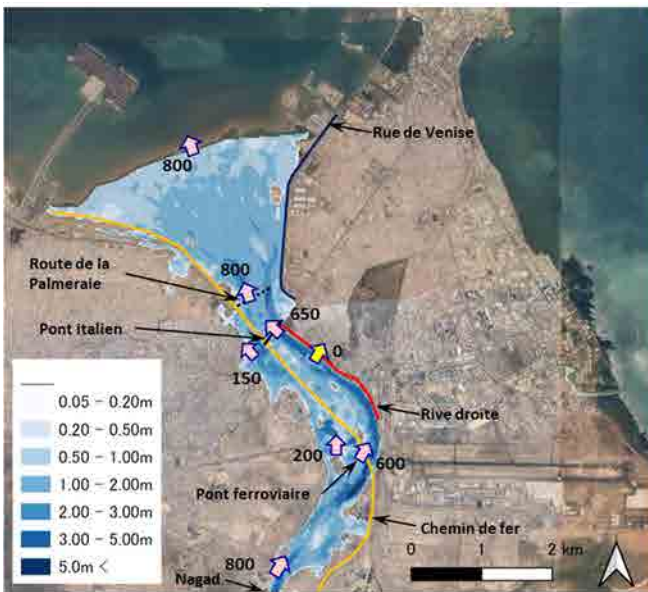 Rue de Venise
800
Route de la
Palmeraie
800
650
Pont italien
0
150
Rive droite
200
600
Pont ferroviaire
Chemin de fer
800
Nagad
0 1 2 km
0.05 - 0.20m
0.20 - 0.50m
0.50 - 1.00m
1.00 - 2.00m
2.00 - 3.00m
3.00 - 5.00m
5.0m <